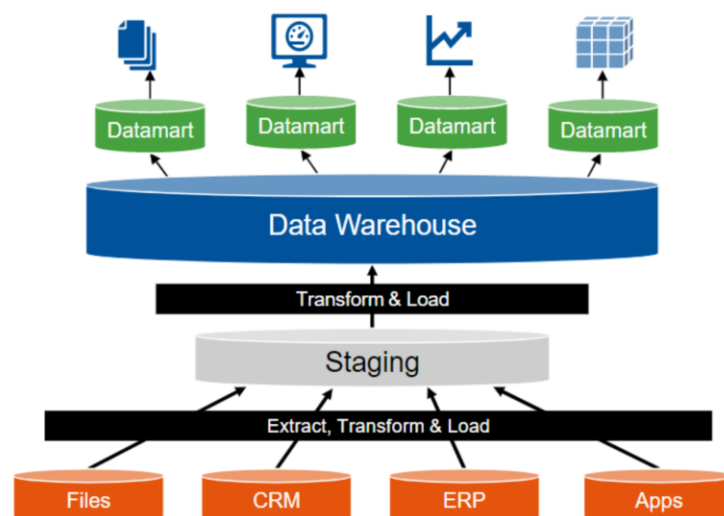 Datamart
Datamart
Datamart
Datamart
Data Warehouse
Transform & Load
Staging
Extract, Transform & Load
Files
CRM
ERP
Apps